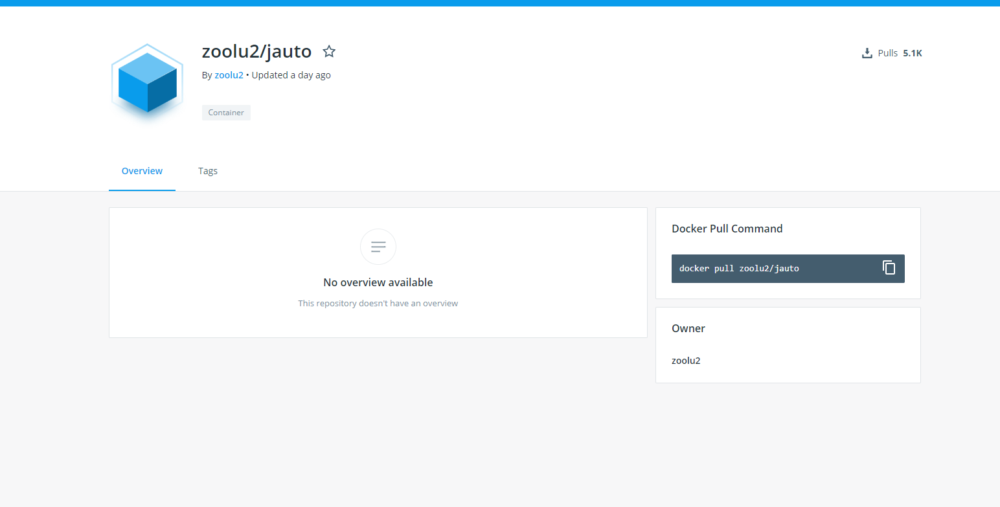 zoolu2/jauto
By zoolu2 • Updated a day ago
Pulls 5.1K
Container
Overview
Tags
No overview available
This repository doesn't have an overview
Docker Pull Command
docker pull zoolu2/jauto
Owner
zoolu2